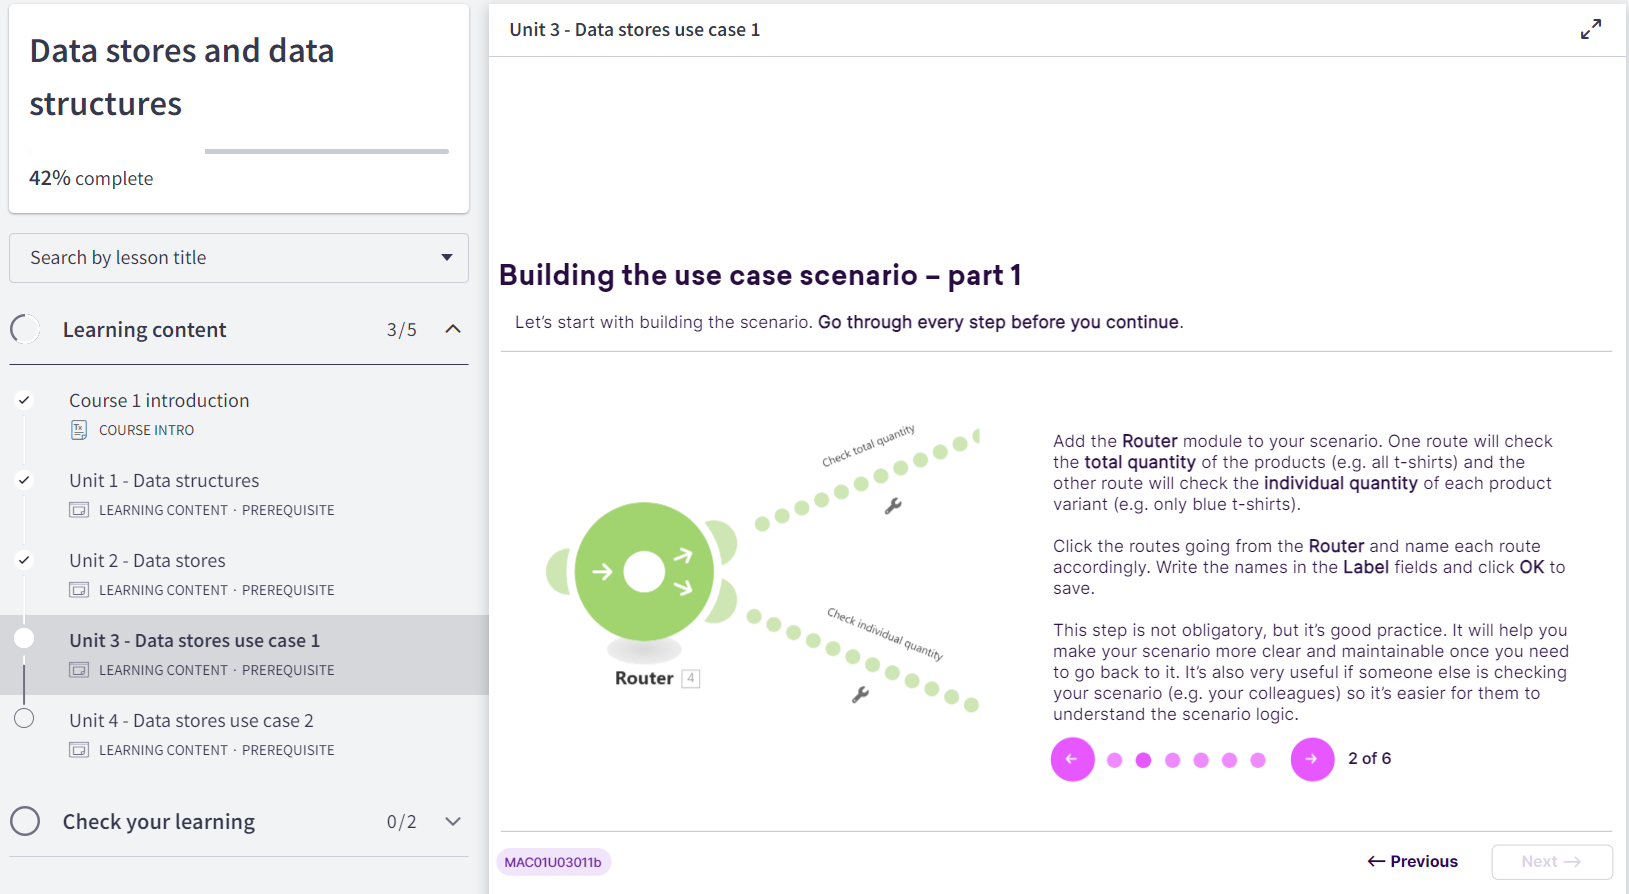 Data stores and data
structures
42% complete
Search by lesson title
Learning content 3/5
Course 1 introduction
Tx COURSE INTRO
Unit 1 - Data structures
LEARNING CONTENT · PREREQUISITE
Unit 2 - Data stores
LEARNING CONTENT · PREREQUISITE
Unit 3 - Data stores use case 1
LEARNING CONTENT · PREREQUISITE
Unit 4 - Data stores use case 2
LEARNING CONTENT · PREREQUISITE
Check your learning 0/2
Unit 3 - Data stores use case 1
Building the use case scenario – part 1
Let’s start with building the scenario. Go through every step before you continue.
Check total quantity
Check individual quantity
Router 4
Add the Router module to your scenario. One route will check
the total quantity of the products (e.g. all t-shirts) and the
other route will check the individual quantity of each product
variant (e.g. only blue t-shirts).
Click the routes going from the Router and name each route
accordingly. Write the names in the Label fields and click OK to
save.
This step is not obligatory, but it’s good practice. It will help you
make your scenario more clear and maintainable once you need
to go back to it. It’s also very useful if someone else is checking
your scenario (e.g. your colleagues) so it’s easier for them to
understand the scenario logic.
2 of 6
MAC01U03011b
← Previous
Next →